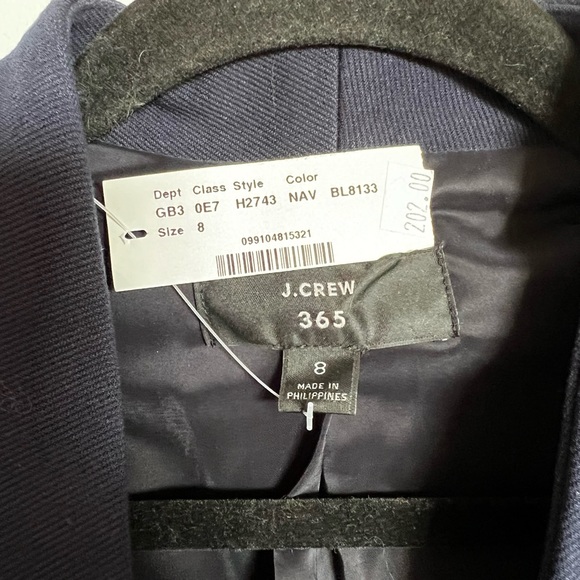 Dept Class Style Color
GB3 0E7 H2743 NAV BL8133
Size 8
099104815321
202.00
J.CREW
365
8
MADE IN
PHILIPPINES